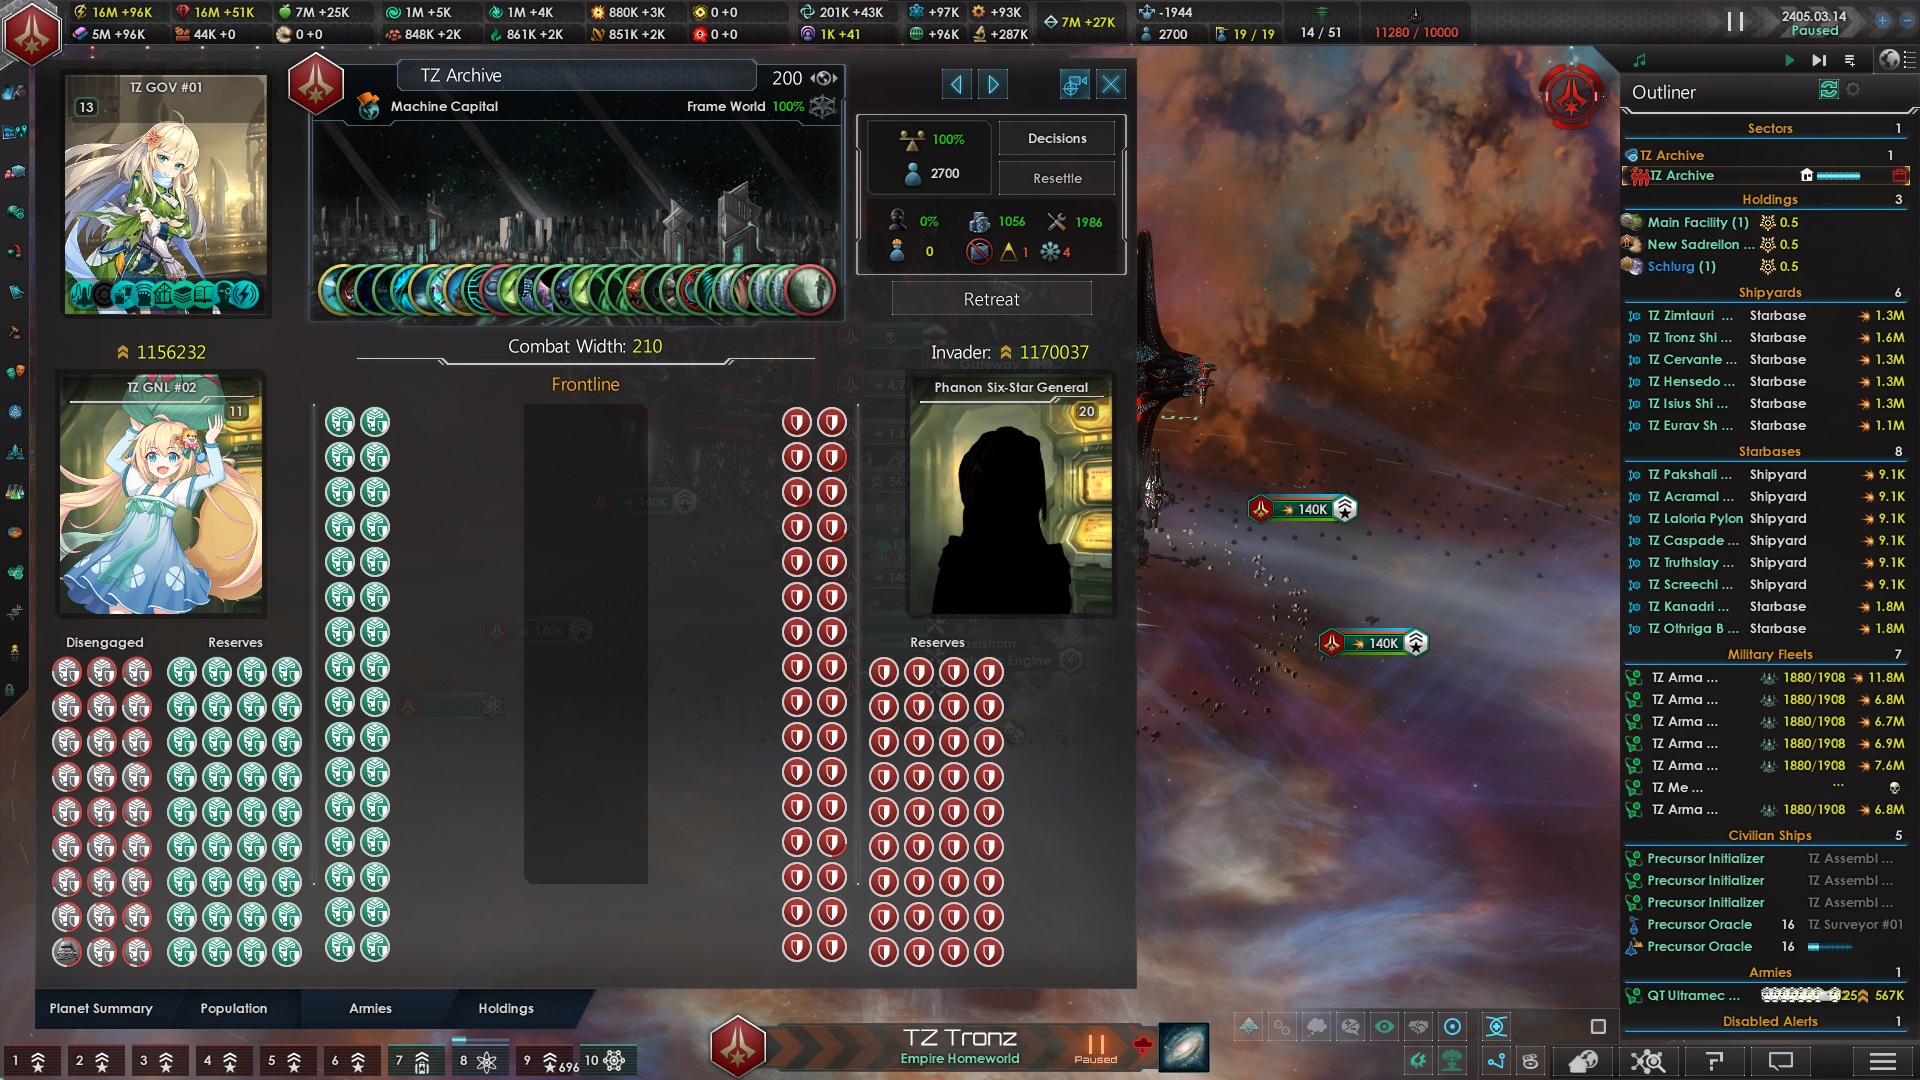 16M +96K
16M +51K
7M +25K
1M +5K
1M +4K
880K +3K
0 +0
201K +43K
+97K
+93K
7M +27K
-1944
5M +96K
44K +0
0 +0
848K +2K
861K +2K
851K +2K
0 +0
1K +41
+96K
+287K
2700
19 / 19
14 / 51
11280 / 10000
2405.03.14
Paused
TZ GOV #01
13
TZ Archive
200
Machine Capital
Frame World 100%
100%
2700
Decisions
Resettle
0%
1056
1986
0
1
4
Retreat
1156232
Combat Width: 210
Invader: 1170037
TZ GNL #02
11
Frontline
Phanon Six-Star General
20
Disengaged
Reserves
Reserves
Planet Summary
Population
Armies
Holdings
140K
140K
140K
140K
Outliner
Sectors 1
TZ Archive 1
TZ Archive
Holdings 3
Main Facility (1) 0.5
New Sadrellon ... 0.5
Schlurg (1) 0.5
Shipyards 6
TZ Zimtauri ... Starbase 1.3M
TZ Tronz Shi ... Starbase 1.6M
TZ Cervante ... Starbase 1.3M
TZ Hensedo ... Starbase 1.3M
TZ Isius Shi ... Starbase 1.3M
TZ Eurav Sh ... Starbase 1.1M
Starbases 8
TZ Pakshali ... Shipyard 9.1K
TZ Acramal ... Shipyard 9.1K
TZ Laloria Pylon Shipyard 9.1K
TZ Caspade ... Shipyard 9.1K
TZ Truthslay ... Shipyard 9.1K
TZ Screechi ... Shipyard 9.1K
TZ Kanadri ... Starbase 1.8M
TZ Othriga B ... Starbase 1.8M
Military Fleets 7
TZ Arma ... 1880/1908 11.8M
TZ Arma ... 1880/1908 6.8M
TZ Arma ... 1880/1908 6.7M
TZ Arma ... 1880/1908 6.9M
TZ Arma ... 1880/1908 7.6M
TZ Me ... ...
TZ Arma ... 1880/1908 6.8M
Civilian Ships 5
Precursor Initializer TZ Assembl ...
Precursor Initializer TZ Assembl ...
Precursor Initializer TZ Assembl ...
Precursor Oracle 16 TZ Surveyor #01
Precursor Oracle 16
Armies 1
QT Ultramec ... 567K
Disabled Alerts 1
1
2
3
4
5
6
7
8
9
696
10
TZ Tronz
Empire Homeworld
Paused